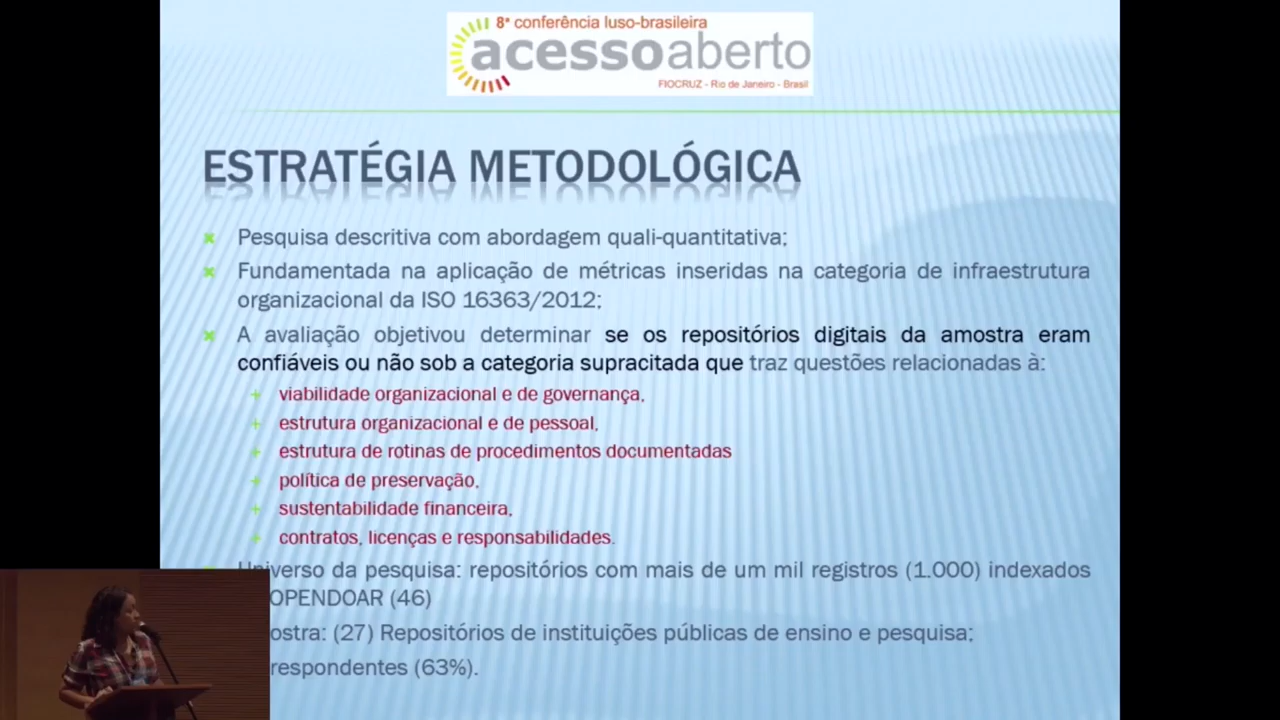 8ª conferência luso-brasileira
acessoaberto
FIOCRUZ - Rio de Janeiro - Brasil
ESTRATÉGIA METODOLÓGICA
Pesquisa descritiva com abordagem quali-quantitativa;
Fundamentada na aplicação de métricas inseridas na categoria de infraestrutura
organizacional da ISO 16363/2012;
A avaliação objetivou determinar se os repositórios digitais da amostra eram
confiáveis ou não sob a categoria supracitada que traz questões relacionadas à:
viabilidade organizacional e de governança,
estrutura organizacional e de pessoal,
estrutura de rotinas de procedimentos documentadas
política de preservação,
sustentabilidade financeira,
contratos, licenças e responsabilidades.
Universo da pesquisa: repositórios com mais de um mil registros (1.000) indexados
OPENDOAR (46)
ostra: (27) Repositórios de instituições públicas de ensino e pesquisa;
respondentes (63%).